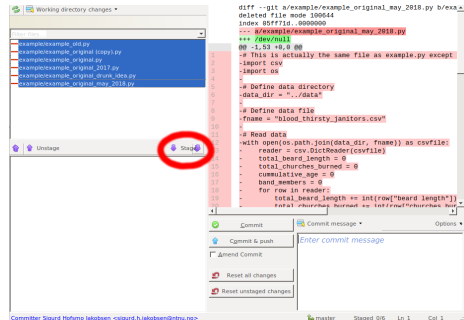 Working directory changes
diff --git a/example/example_original_may_2018.py b/exa
deleted file mode 100644
index 85ff71d..0000000
--- a/example/example_original_may_2018.py
+++ /dev/null
@@ -1,53 +0,0 @@
-# This is actually the same file as example.py except
-import csv
-import os
-
-# Define data directory
-data_dir = "../data"
-
-# Define data file
-fname = "blood_thirsty_janitors.csv"
-
-# Read data
-with open(os.path.join(data_dir, fname)) as csvfile:
-    reader = csv.DictReader(csvfile)
-    total_beard_length = 0
-    total_churches_burned = 0
-    cummulative_age = 0
-    band_members = 0
-    for row in reader:
-        total_beard_length += int(row["beard length"])
-        total_churches_burned += int(row["churches bur
example/example_old.py
example/example_original (copy).py
example/example_original.py
example/example_original_2017.py
example/example_original_drunk_idea.py
example/example_original_may_2018.py
Unstage
Stage
Commit
Commit & push
Amend Commit
Reset all changes
Reset unstaged changes
Commit message
Options
Enter commit message
Committer Sigurd Hofsmo Jakobsen <sigurd.h.jakobsen@ntnu.no>
master
Staged 0/6
Ln 1
Col 1